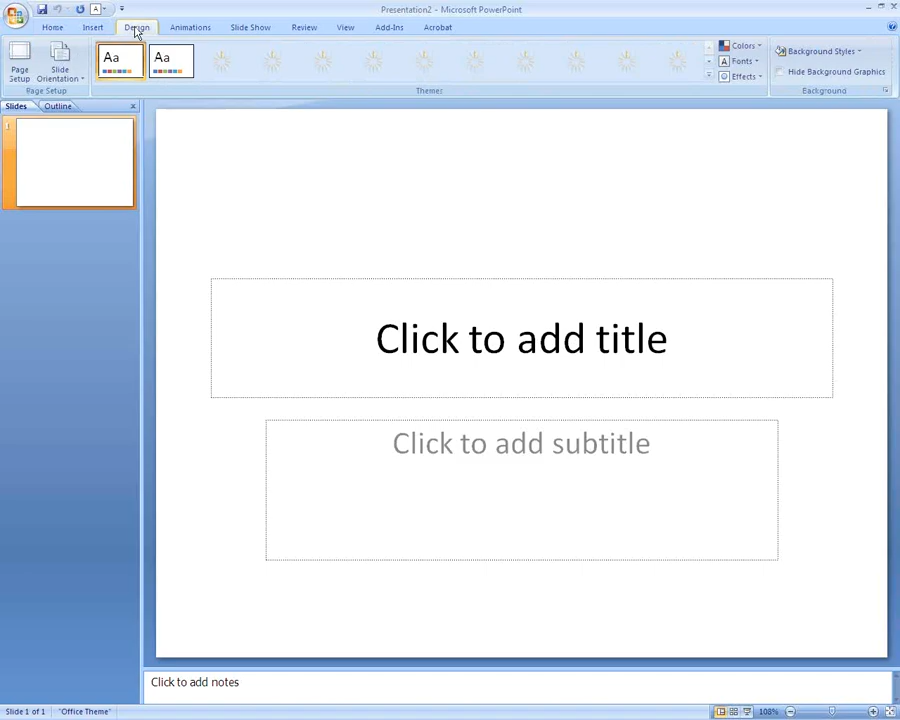 Presentation2 - Microsoft PowerPoint
Home Insert Design Animations Slide Show Review View Add-Ins Acrobat
Page Setup
Slide Orientation
Aa
Aa
Colors
Fonts
Effects
Background Styles
Hide Background Graphics
Page Setup
Themes
Background
Slides Outline
1
Click to add title
Click to add subtitle
Click to add notes
Slide 1 of 1 "Office Theme" 108%